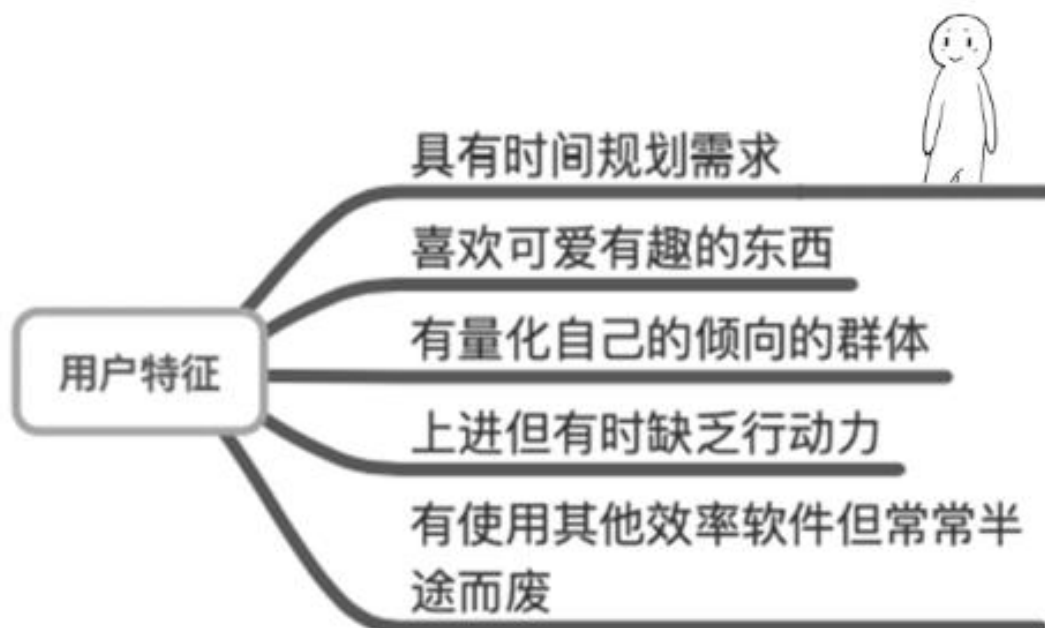 具有时间规划需求
喜欢可爱有趣的东西
有量化自己的倾向的群体
用户特征
上进但有时缺乏行动力
有使用其他效率软件但常常半
途而废